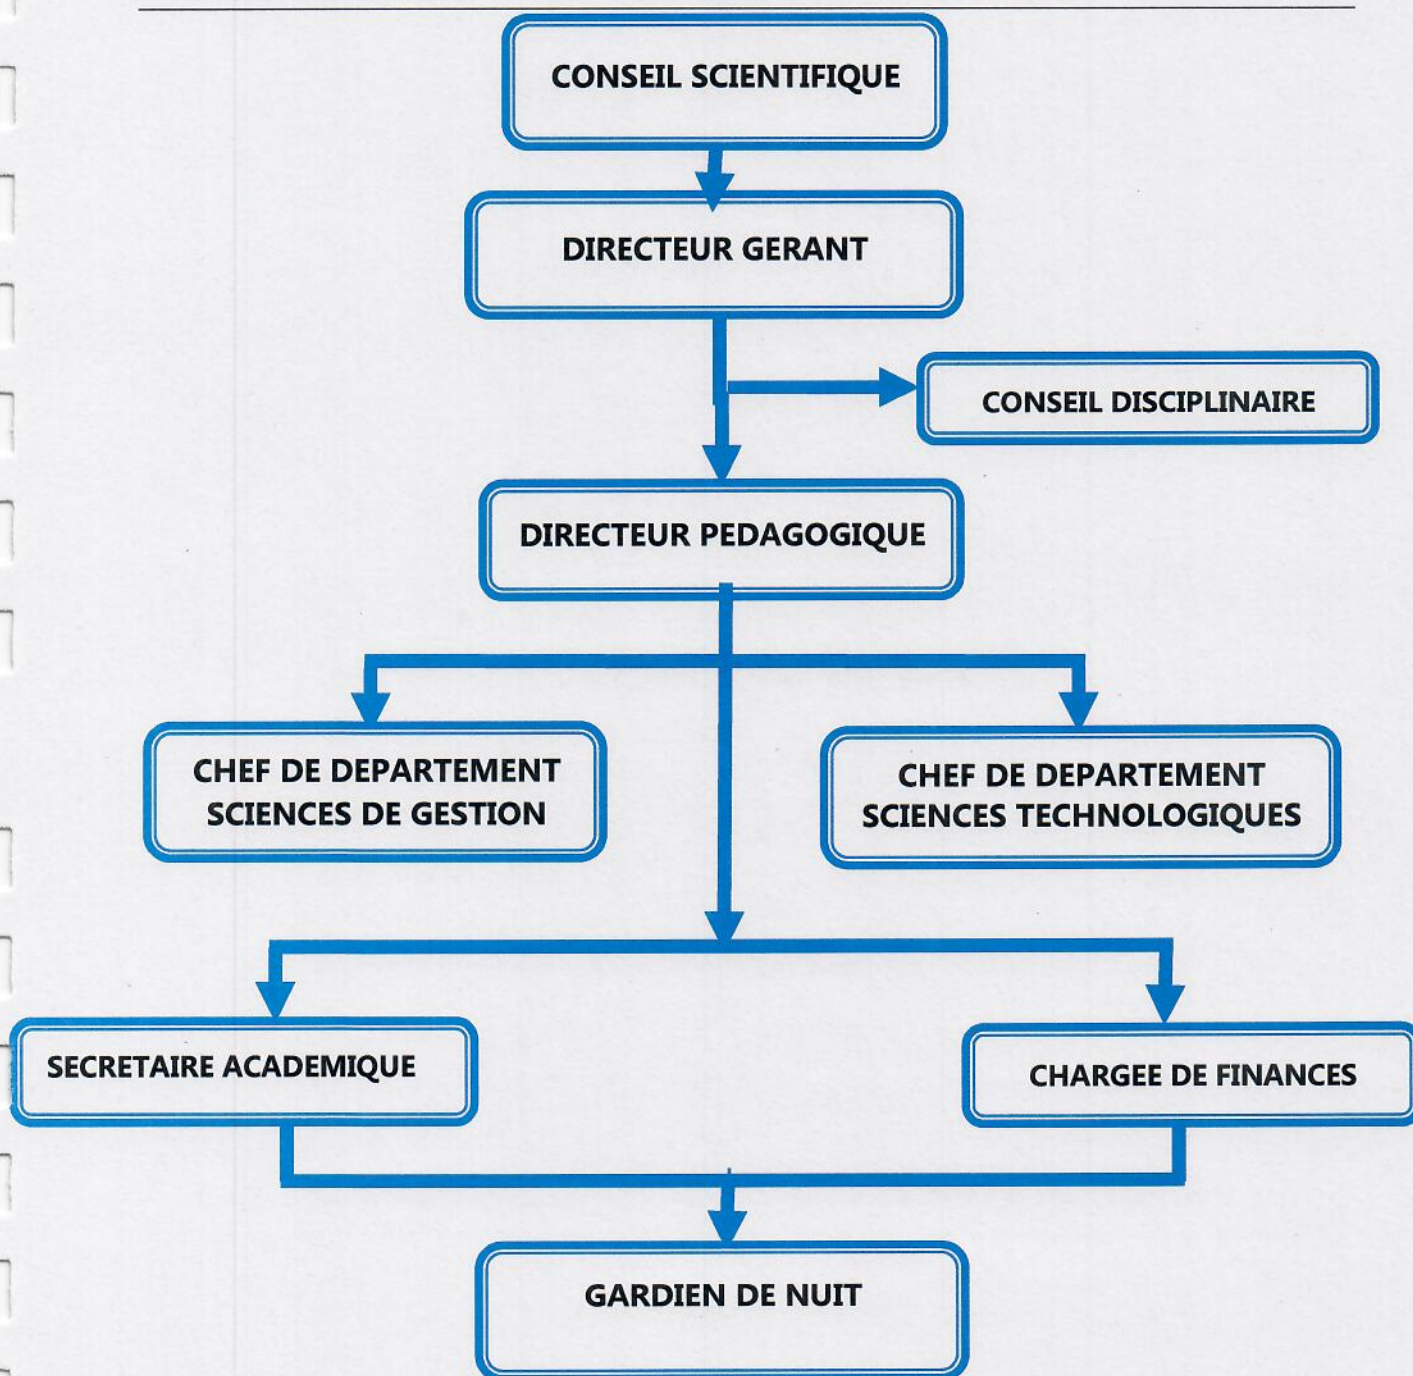 CONSEIL SCIENTIFIQUE
DIRECTEUR GERANT
CONSEIL DISCIPLINAIRE
DIRECTEUR PEDAGOGIQUE
CHEF DE DEPARTEMENT
SCIENCES DE GESTION
CHEF DE DEPARTEMENT
SCIENCES TECHNOLOGIQUES
SECRETAIRE ACADEMIQUE
CHARGEE DE FINANCES
GARDIEN DE NUIT